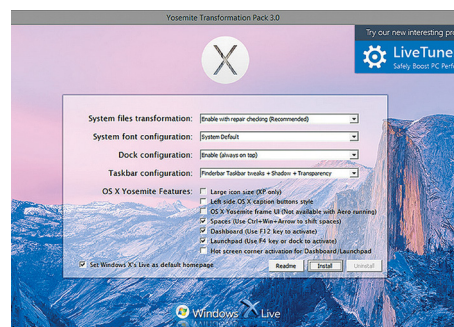 Yosemite Transformation Pack 3.0
Try our new interesting
LiveTune
Safely Boost PC
X
System files transformation: Enable with repair checking (Recommended)
System font configuration: System Default
Dock configuration: Enable (always on top)
Taskbar configuration: Finderbar Taskbar tweaks + Shadow + Transparency
OS X Yosemite Features: Large icon size (XP only)
Left side OS X caption buttons style
OS X Yosemite frame UI (Not available with Aero running)
Spaces (Use Ctrl+Win+Arrow to shift spaces)
Dashboard (Use F12 key to activate)
Launchpad (Use F4 key or dock to activate)
Hot screen corner activation for Dashboard/Launchpad
Set Windows X's Live as default homepage
Readme Install Uninstall
Windows X Live